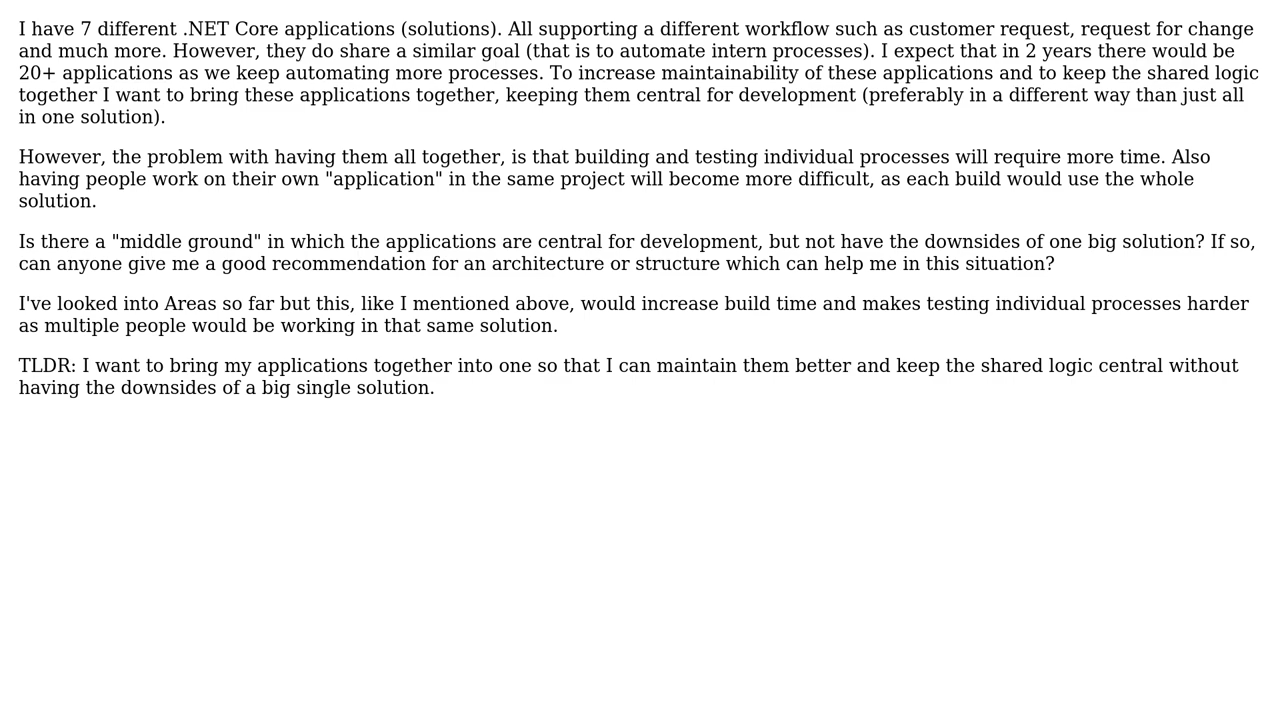 I have 7 different .NET Core applications (solutions). All supporting a different workflow such as customer request, request for change
and much more. However, they do share a similar goal (that is to automate intern processes). I expect that in 2 years there would be
20+ applications as we keep automating more processes. To increase maintainability of these applications and to keep the shared logic
together I want to bring these applications together, keeping them central for development (preferably in a different way than just all
in one solution).
However, the problem with having them all together, is that building and testing individual processes will require more time. Also
having people work on their own "application" in the same project will become more difficult, as each build would use the whole
solution.
Is there a "middle ground" in which the applications are central for development, but not have the downsides of one big solution? If so,
can anyone give me a good recommendation for an architecture or structure which can help me in this situation?
I've looked into Areas so far but this, like I mentioned above, would increase build time and makes testing individual processes harder
as multiple people would be working in that same solution.
TLDR: I want to bring my applications together into one so that I can maintain them better and keep the shared logic central without
having the downsides of a big single solution.